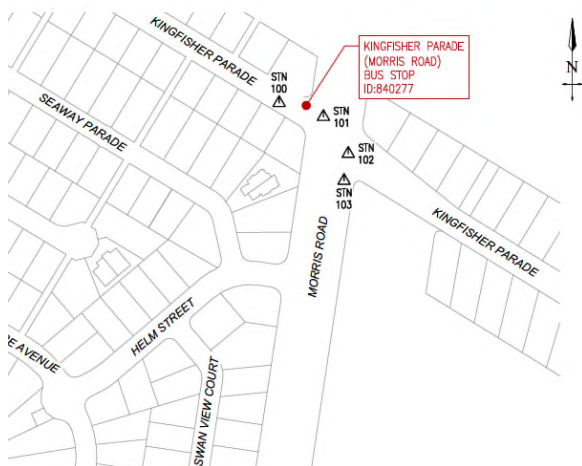 KINGFISHER PARADE
KINGFISHER PARADE
(MORRIS ROAD)
BUS STOP
ID:840277
N
STN
100
STN
101
SEAWAY PARADE
STN
102
STN
103
KINGFISHER PARADE
MORRIS ROAD
HELM STREET
E AVENUE
SWAN VIEW COURT